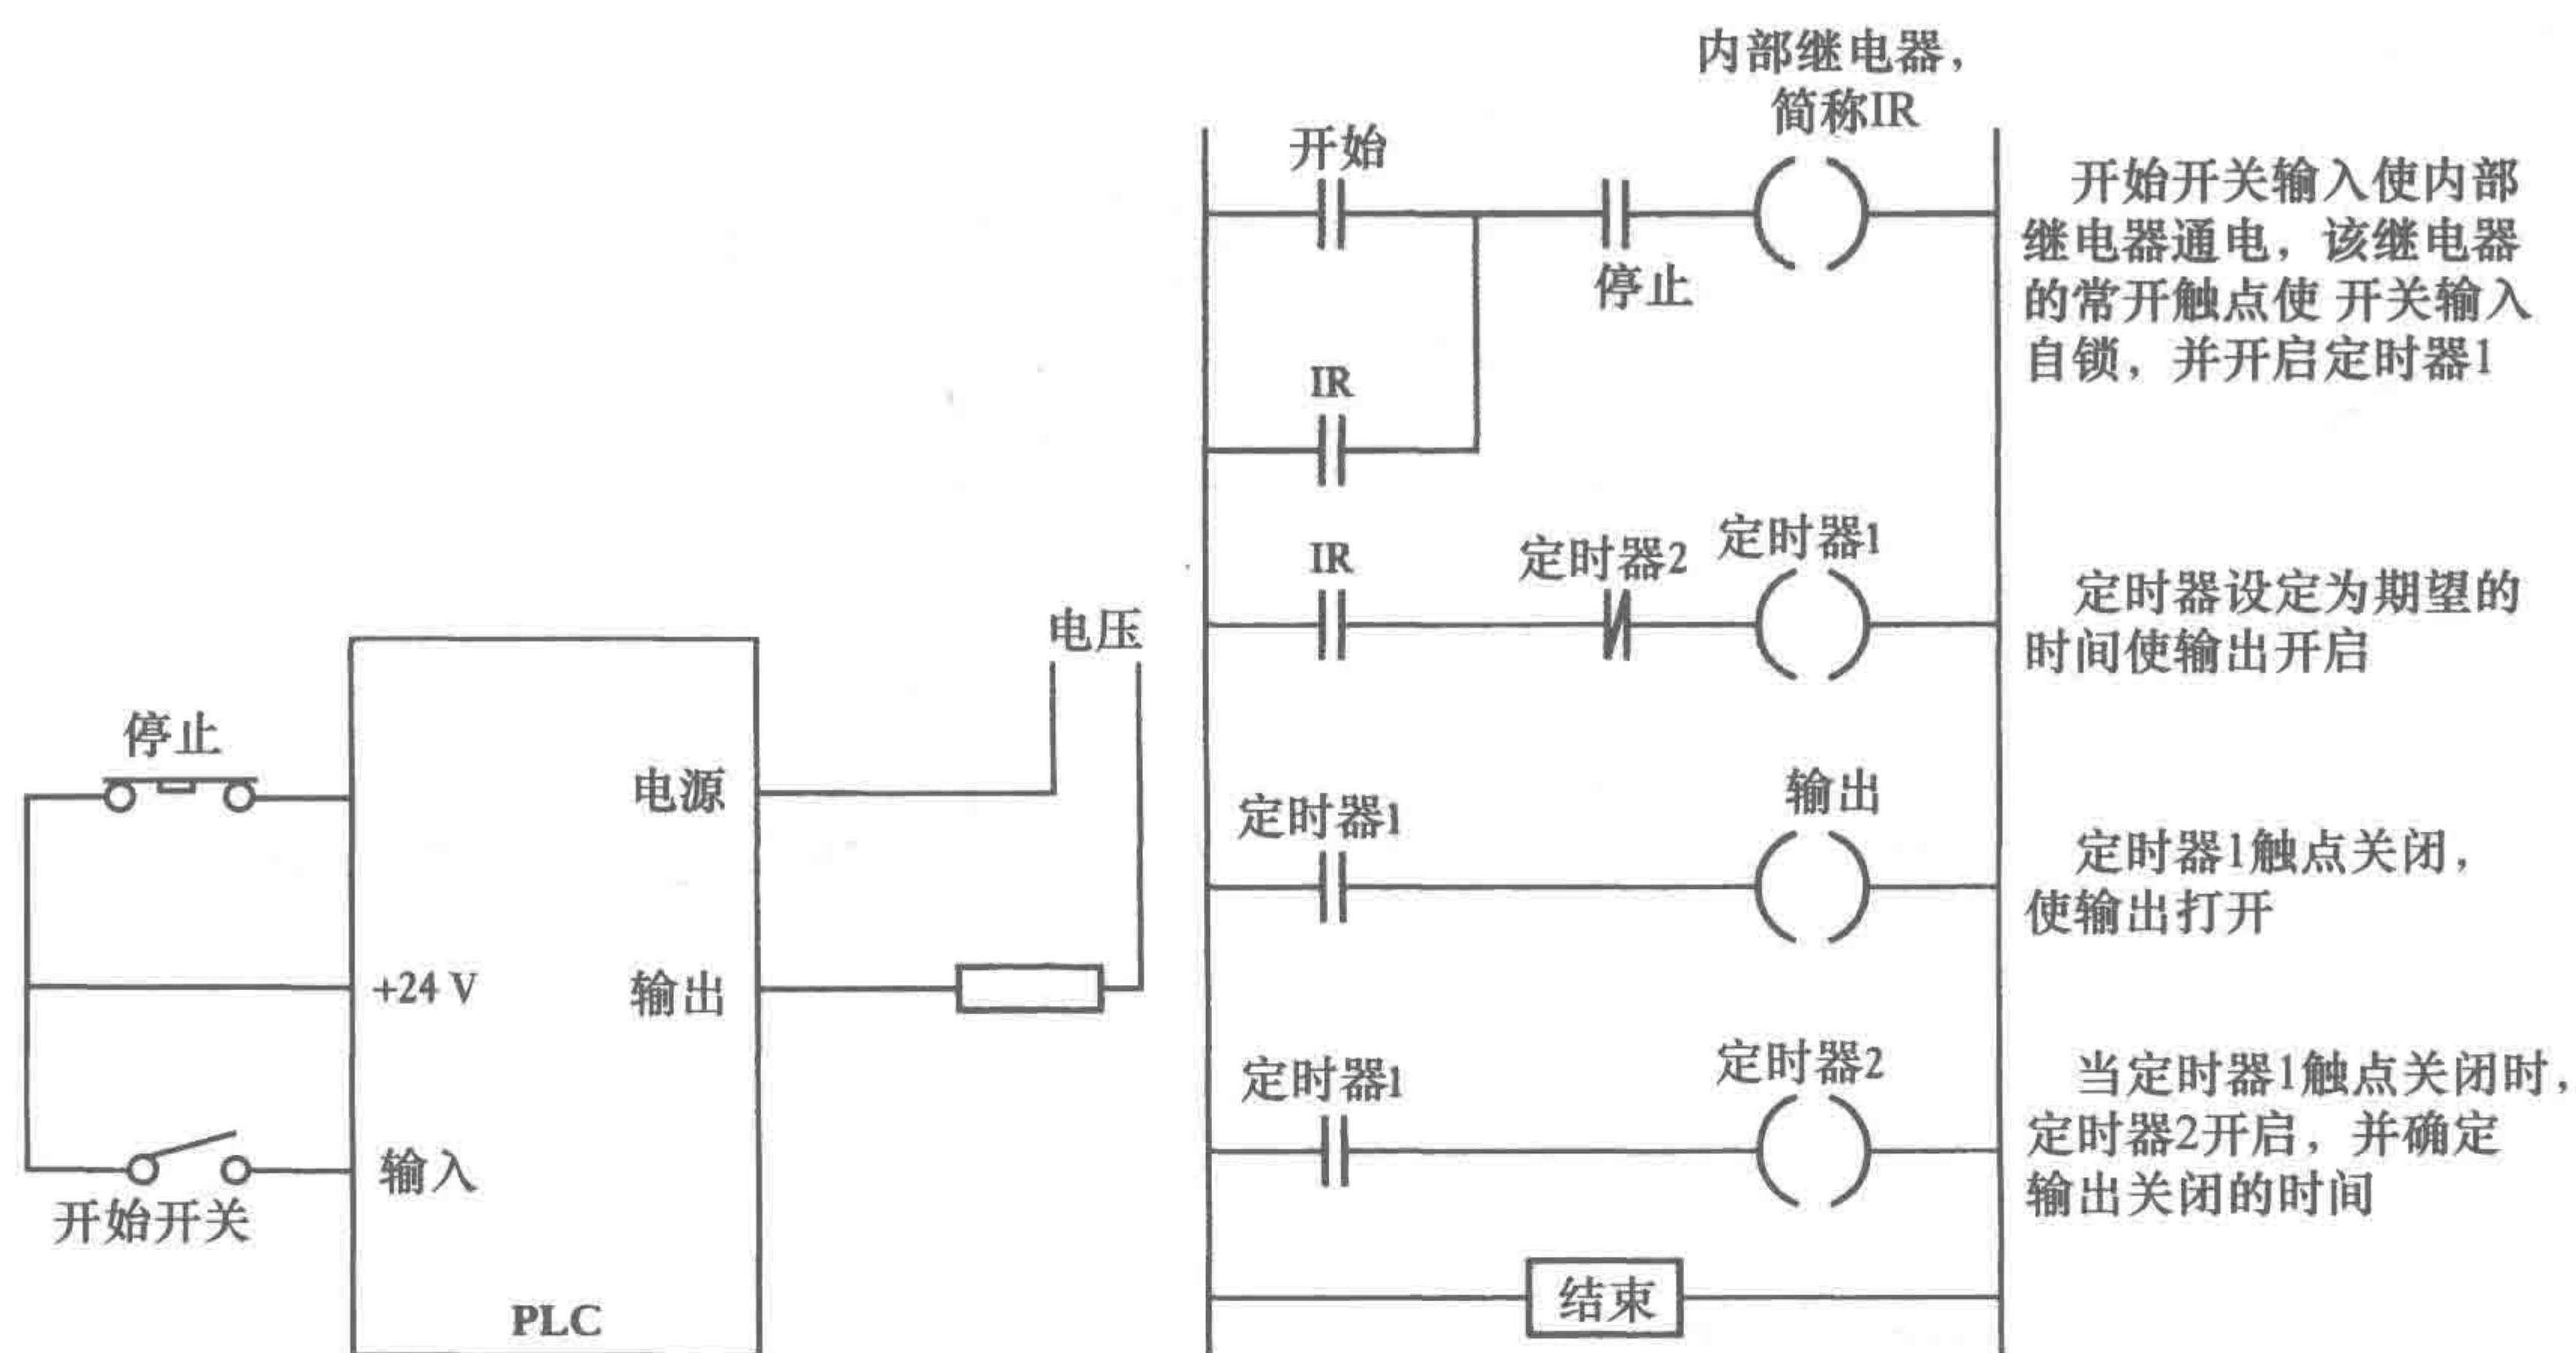 停止
电源
电压
+24 V
输出
输入
开始开关
PLC
内部继电器，
简称IR
开始
停止
IR
开始开关输入使内部
继电器通电，该继电器
的常开触点使 开关输入
自锁，并开启定时器1
IR
定时器2
定时器1
定时器设定为期望的
时间使输出开启
定时器1
输出
定时器1触点关闭，
使输出打开
定时器1
定时器2
当定时器1触点关闭时，
定时器2开启，并确定
输出关闭的时间
结束